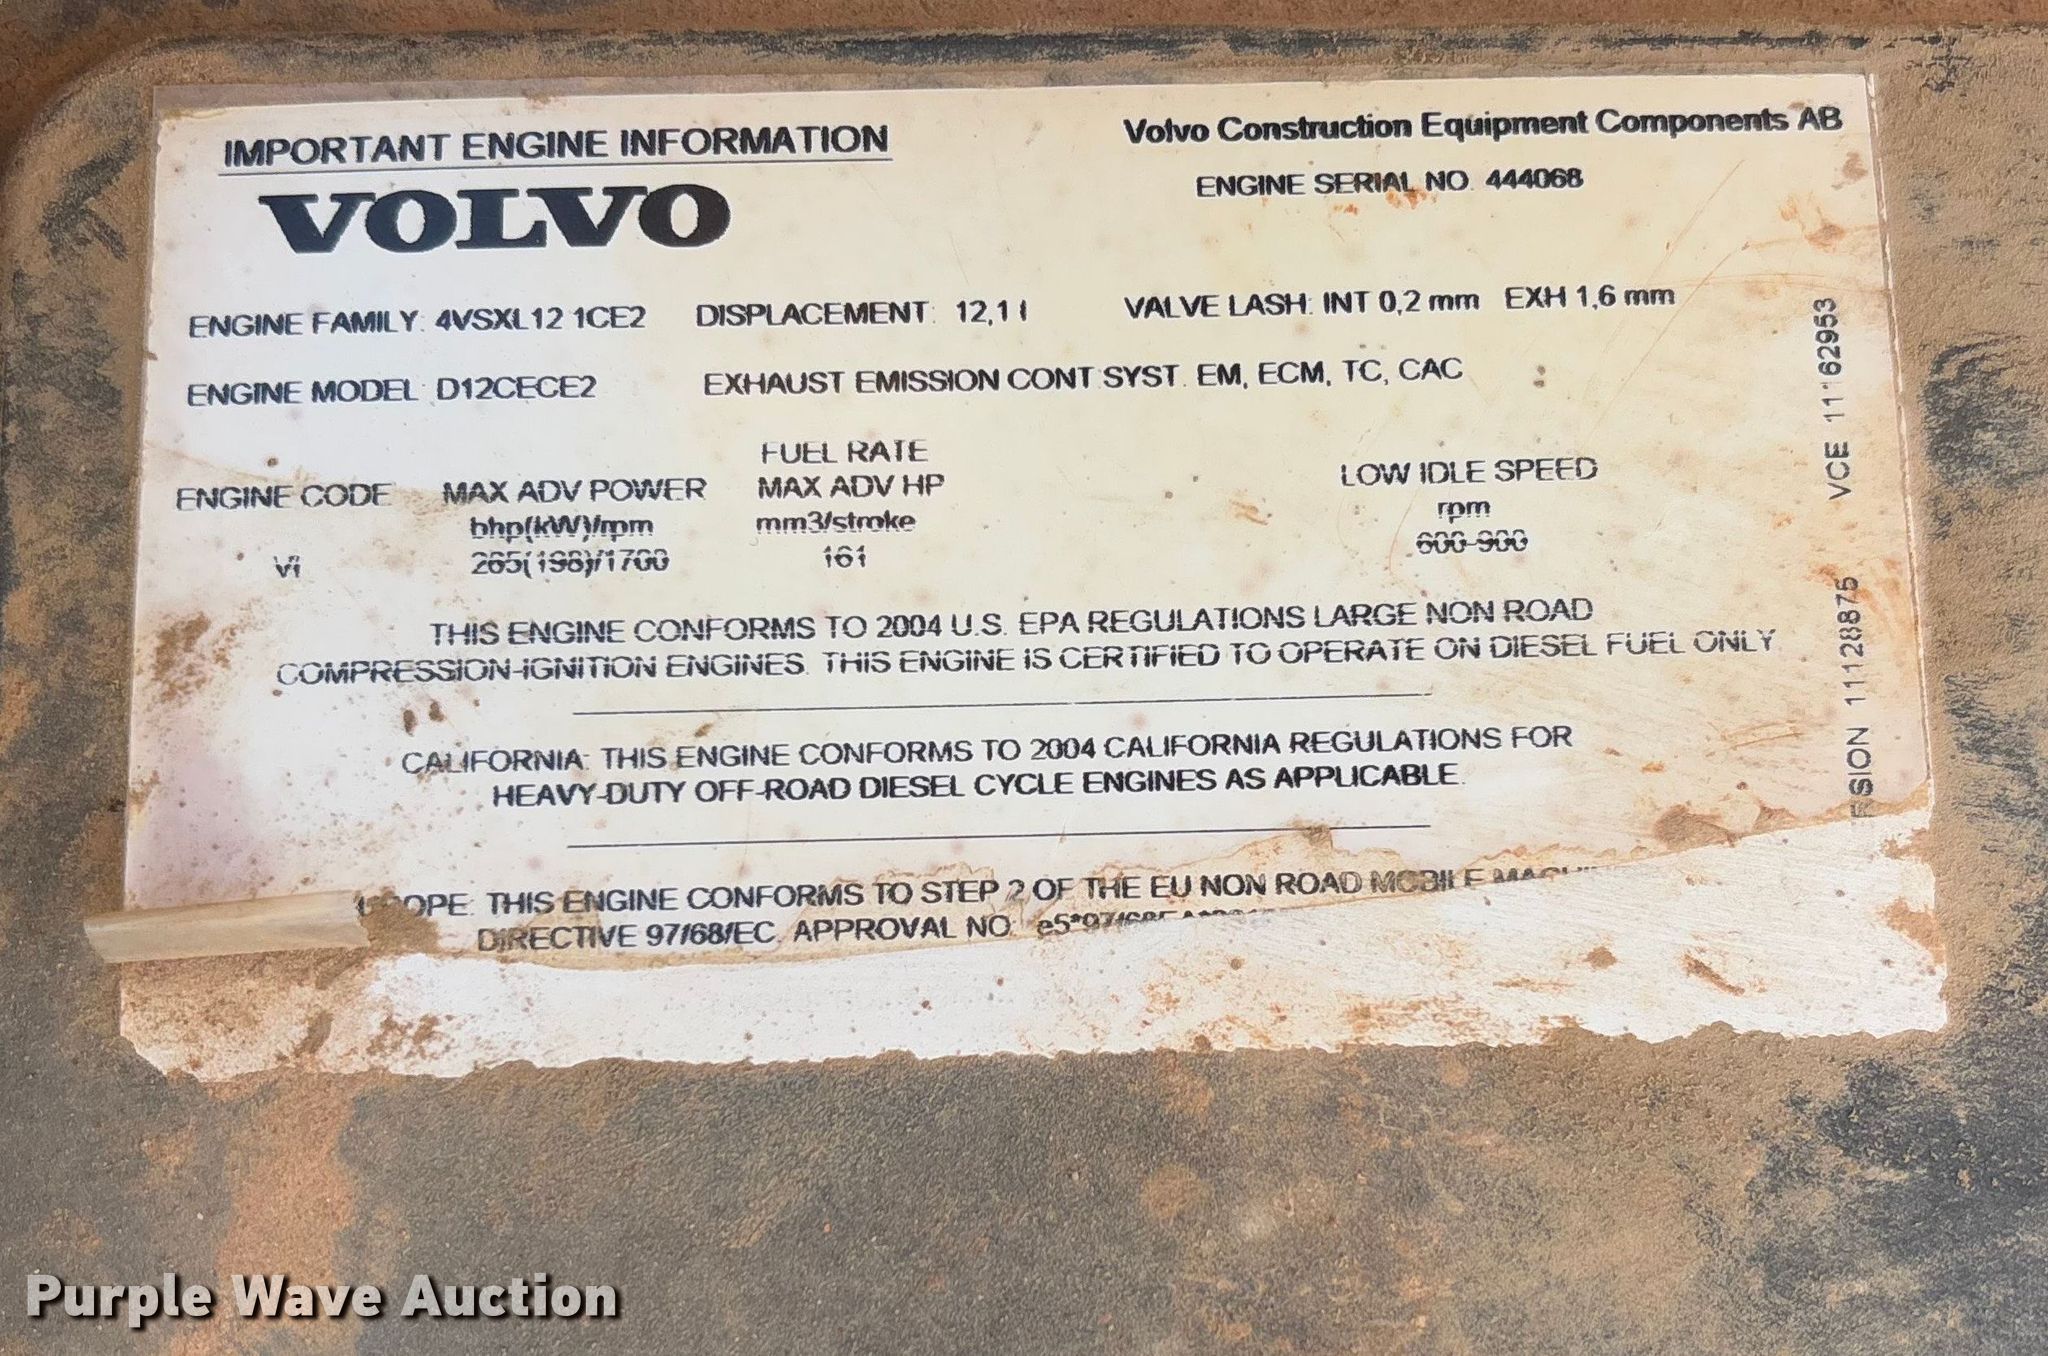 IMPORTANT ENGINE INFORMATION
Volvo Construction Equipment Components AB
VOLVO
ENGINE SERIAL NO. 444068
ENGINE FAMILY: 4VSXL12 1CE2 DISPLACEMENT: 12,1 l VALVE LASH: INT 0,2 mm EXH 1,6 mm
ENGINE MODEL: D12CECE2 EXHAUST EMISSION CONT SYST. EM, ECM, TC, CAC
FUEL RATE
ENGINE CODE MAX ADV POWER MAX ADV HP LOW IDLE SPEED
bhp(kW)/rpm mm3/stroke rpm
VI 265(198)/1700 161 600-900
THIS ENGINE CONFORMS TO 2004 U.S. EPA REGULATIONS LARGE NON ROAD
COMPRESSION-IGNITION ENGINES. THIS ENGINE IS CERTIFIED TO OPERATE ON DIESEL FUEL ONLY
CALIFORNIA: THIS ENGINE CONFORMS TO 2004 CALIFORNIA REGULATIONS FOR
HEAVY-DUTY OFF-ROAD DIESEL CYCLE ENGINES AS APPLICABLE.
OPE: THIS ENGINE CONFORMS TO STEP 2 OF THE EU NON ROAD MOBILE
DIRECTIVE 97/68/EC. APPROVAL NO:
RSION 11128875 VCE 11162953
Purple Wave Auction